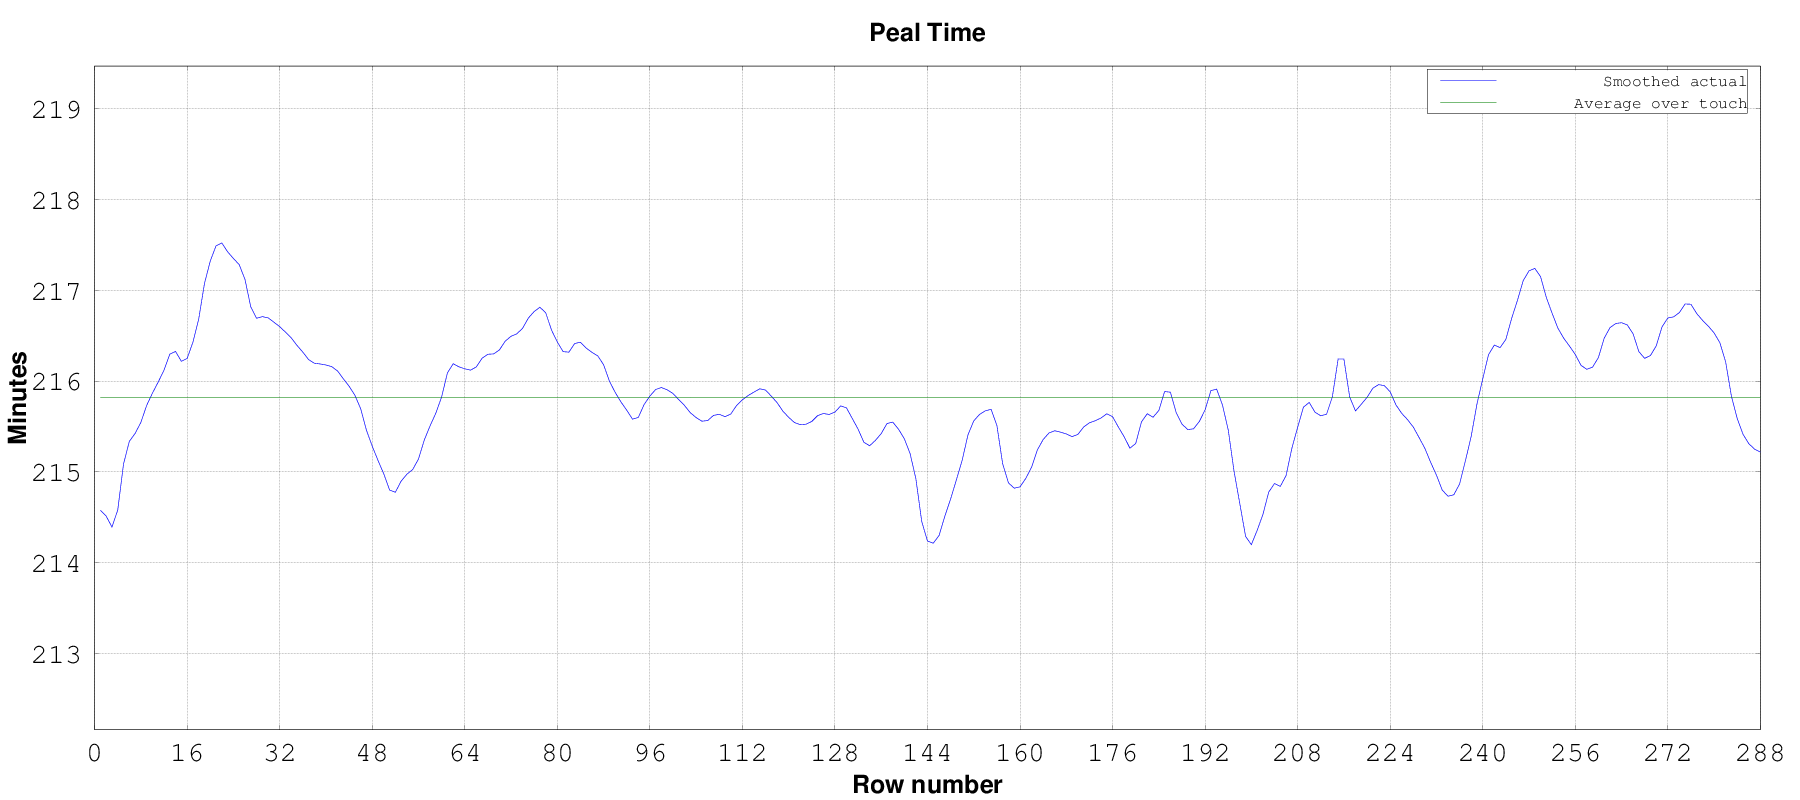 Peal Time
Smoothed actual
Average over touch
219
218
217
216
215
214
213
Minutes
0 16 32 48 64 80 96 112 128 144 160 176 192 208 224 240 256 272 288
Row number